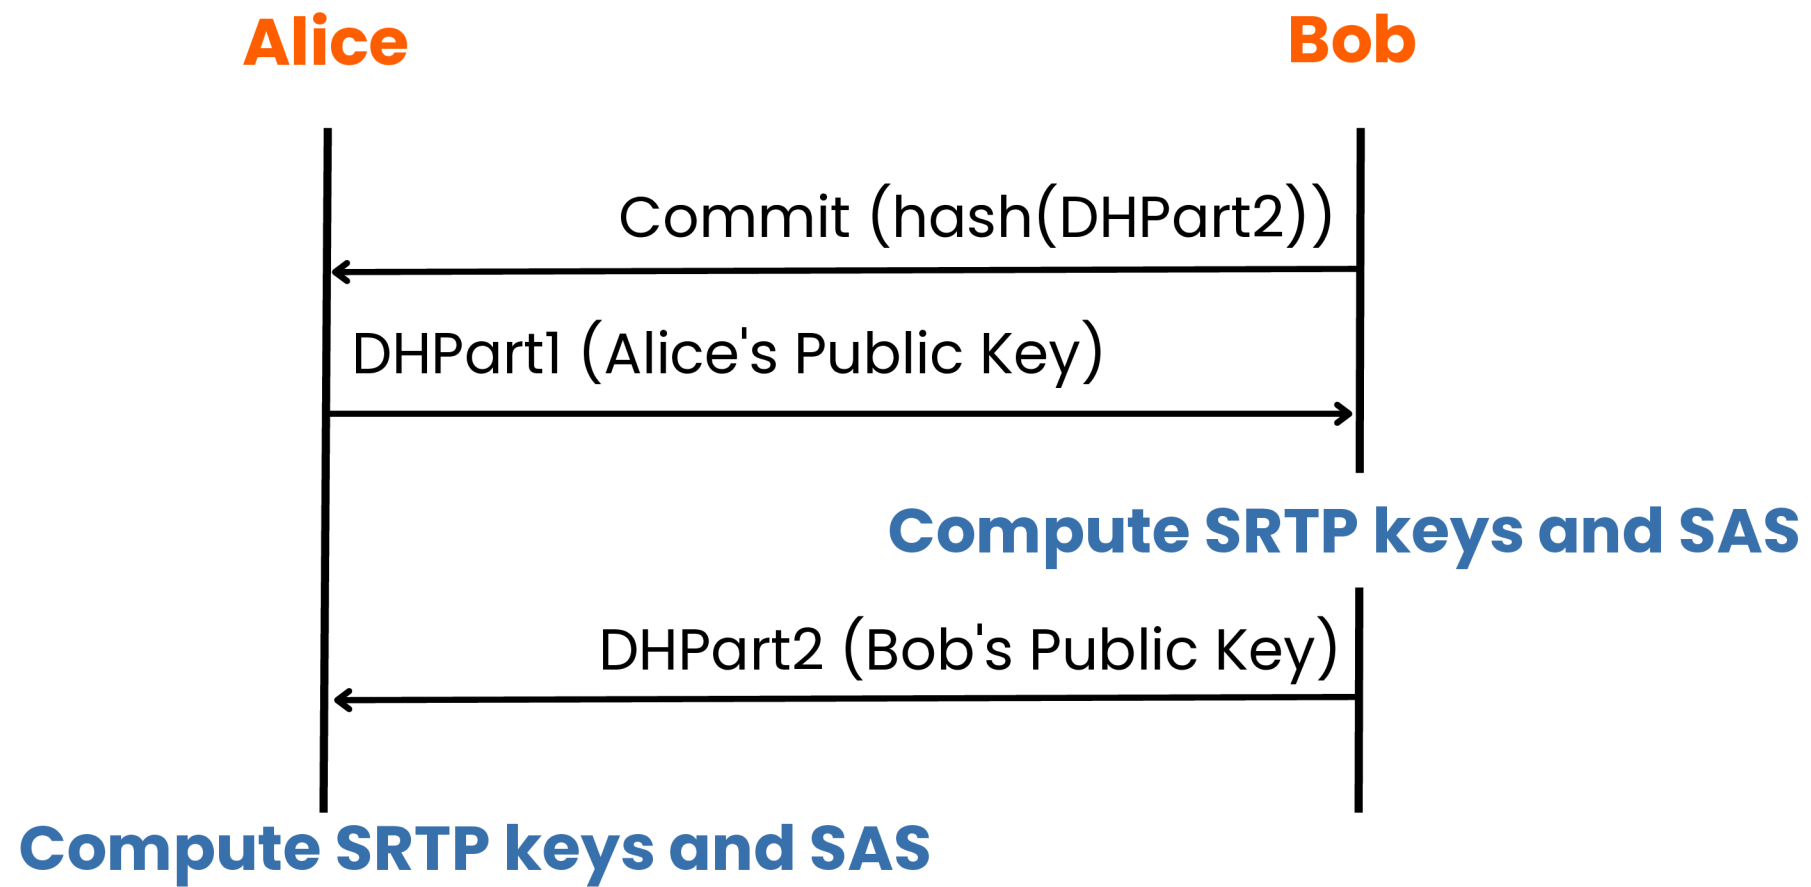 Alice
Bob
Commit (hash(DHPart2))
DHPart1 (Alice's Public Key)
Compute SRTP keys and SAS
DHPart2 (Bob's Public Key)
Compute SRTP keys and SAS